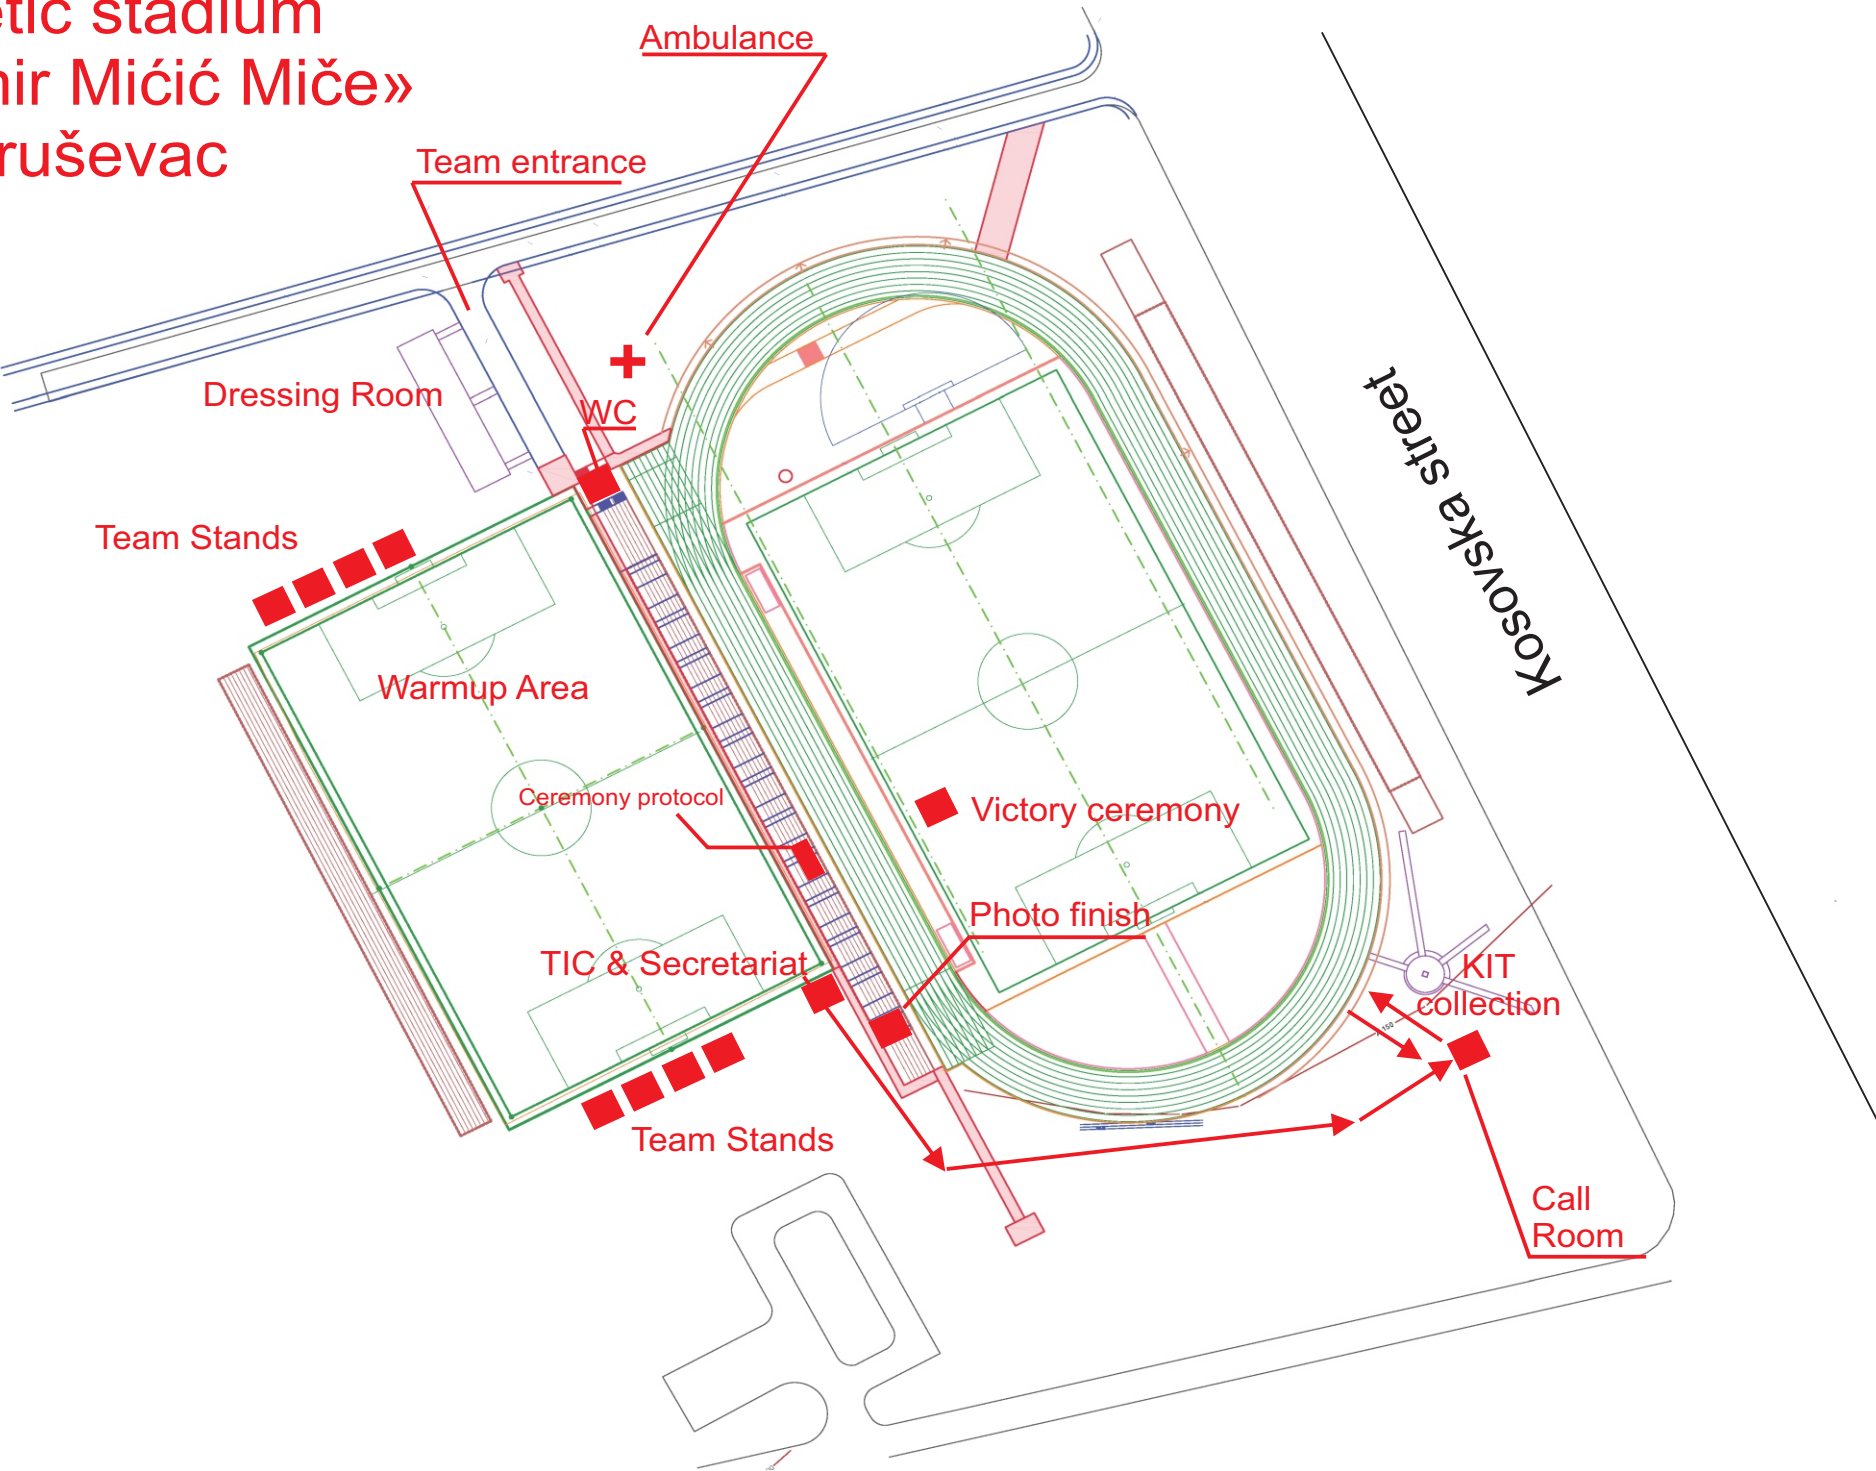 etic stadium
nir Mićić Miče»
ruševac
Ambulance
Team entrance
Dressing Room
WC
Team Stands
Warmup Area
Kosovska street
Ceremony protocol
Victory ceremony
Photo finish
TIC & Secretariat
KIT
collection
Team Stands
Call
Room